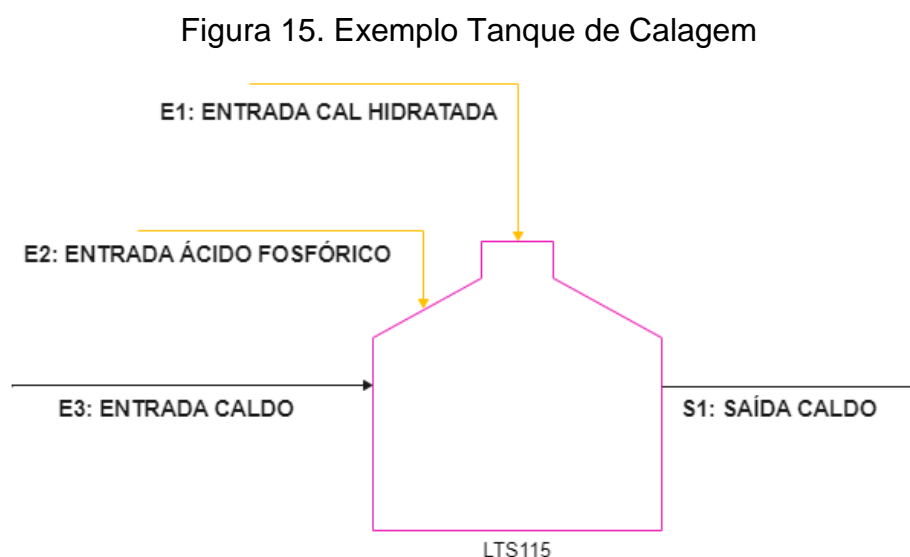 Figura 15. Exemplo Tanque de Calagem
E1: ENTRADA CAL HIDRATADA
E2: ENTRADA ÁCIDO FOSFÓRICO
E3: ENTRADA CALDO
S1: SAÍDA CALDO
LTS115